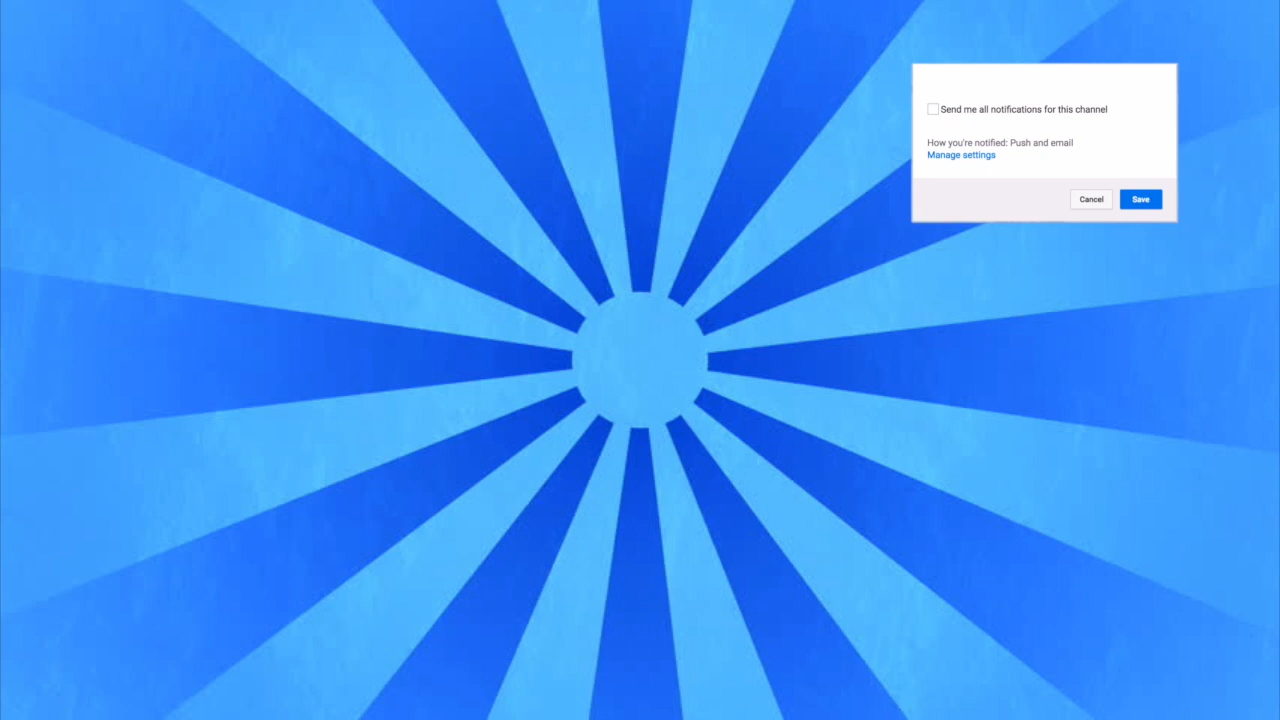 Send me all notifications for this channel
How you're notified: Push and email
Manage settings
Cancel
Save